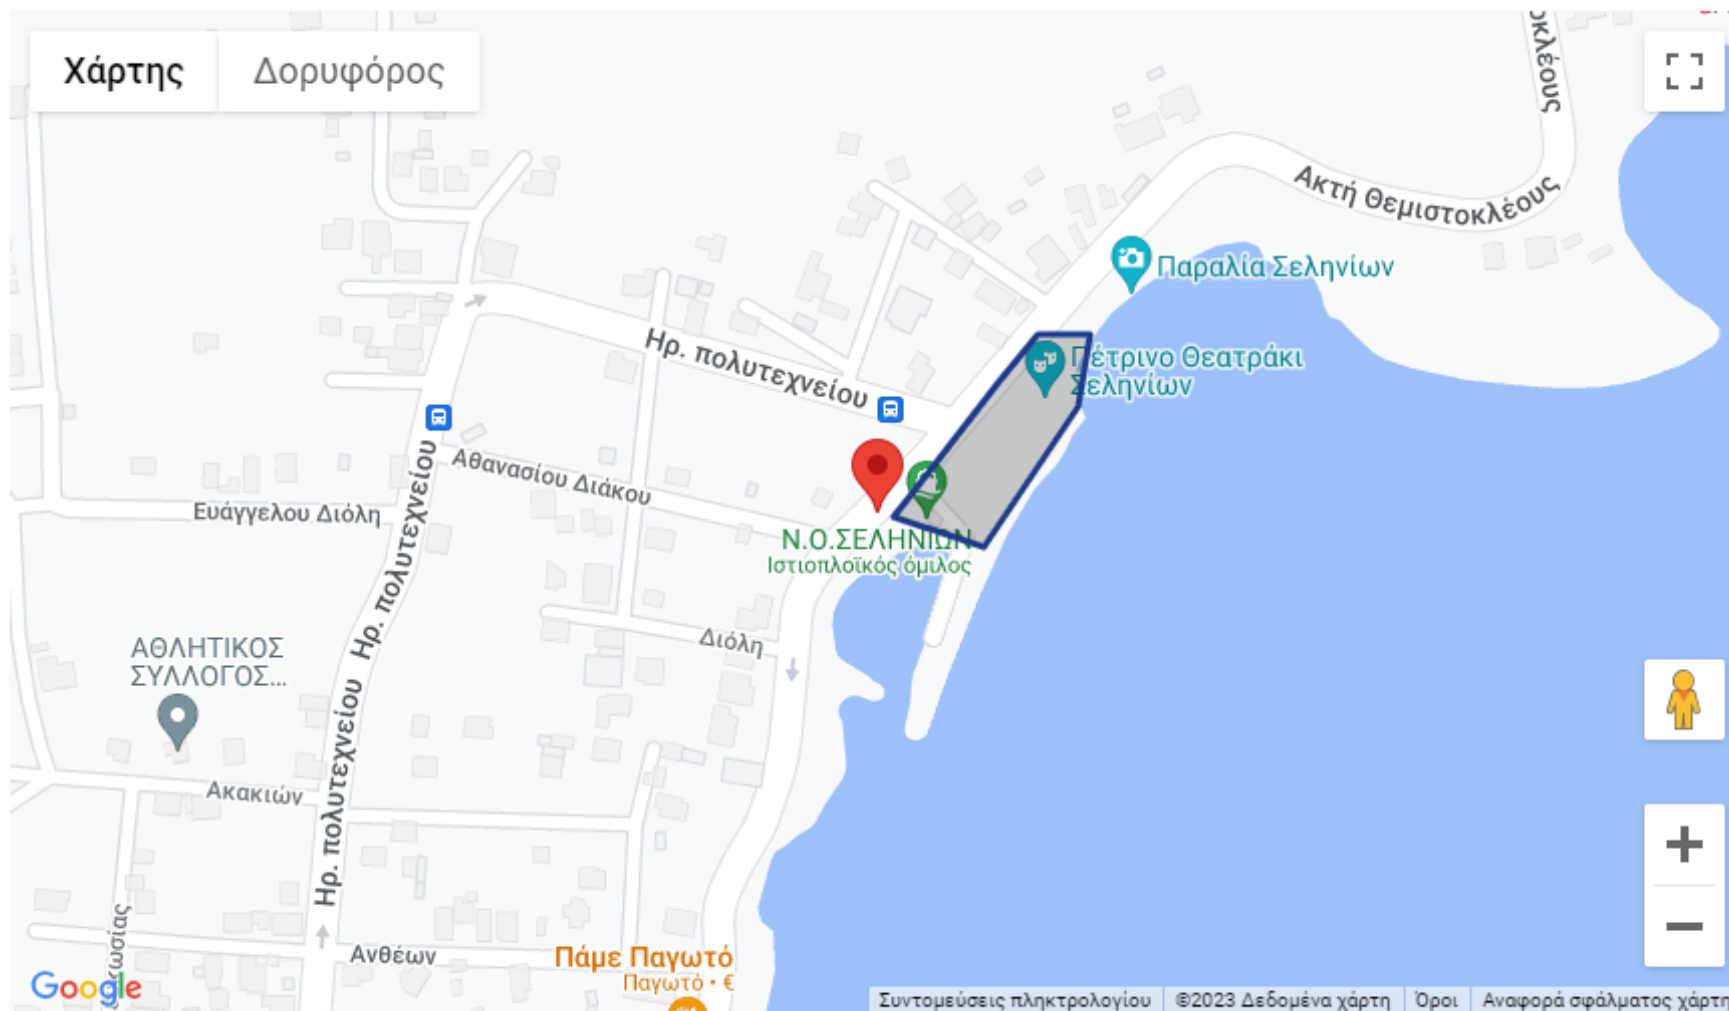 Χάρτης
Δορυφόρος
Ακτή Θεμιστοκλέους
Παραλία Σεληνίων
Ηρ. πολυτεχνείου
Πέτρινο Θεατράκι
Σεληνίων
Αθανασίου Διάκου
Ευάγγελου Διόλη
Ηρ. πολυτεχνείου
Ν.Ο.ΣΕΛΗΝΙΩΝ
Ιστιοπλοϊκός όμιλος
Διόλη
ΑΘΛΗΤΙΚΟΣ
ΣΥΛΛΟΓΟΣ...
Ηρ. πολυτεχνείου
Ηρ. πολυτεχνείου
Ακακιών
Ανθέων
Πάμε Παγωτό
Παγωτό · €
Google
Συντομεύσεις πληκτρολογίου
©2023 Δεδομένα χάρτη
Όροι
Αναφορά σφάλματος χάρτη